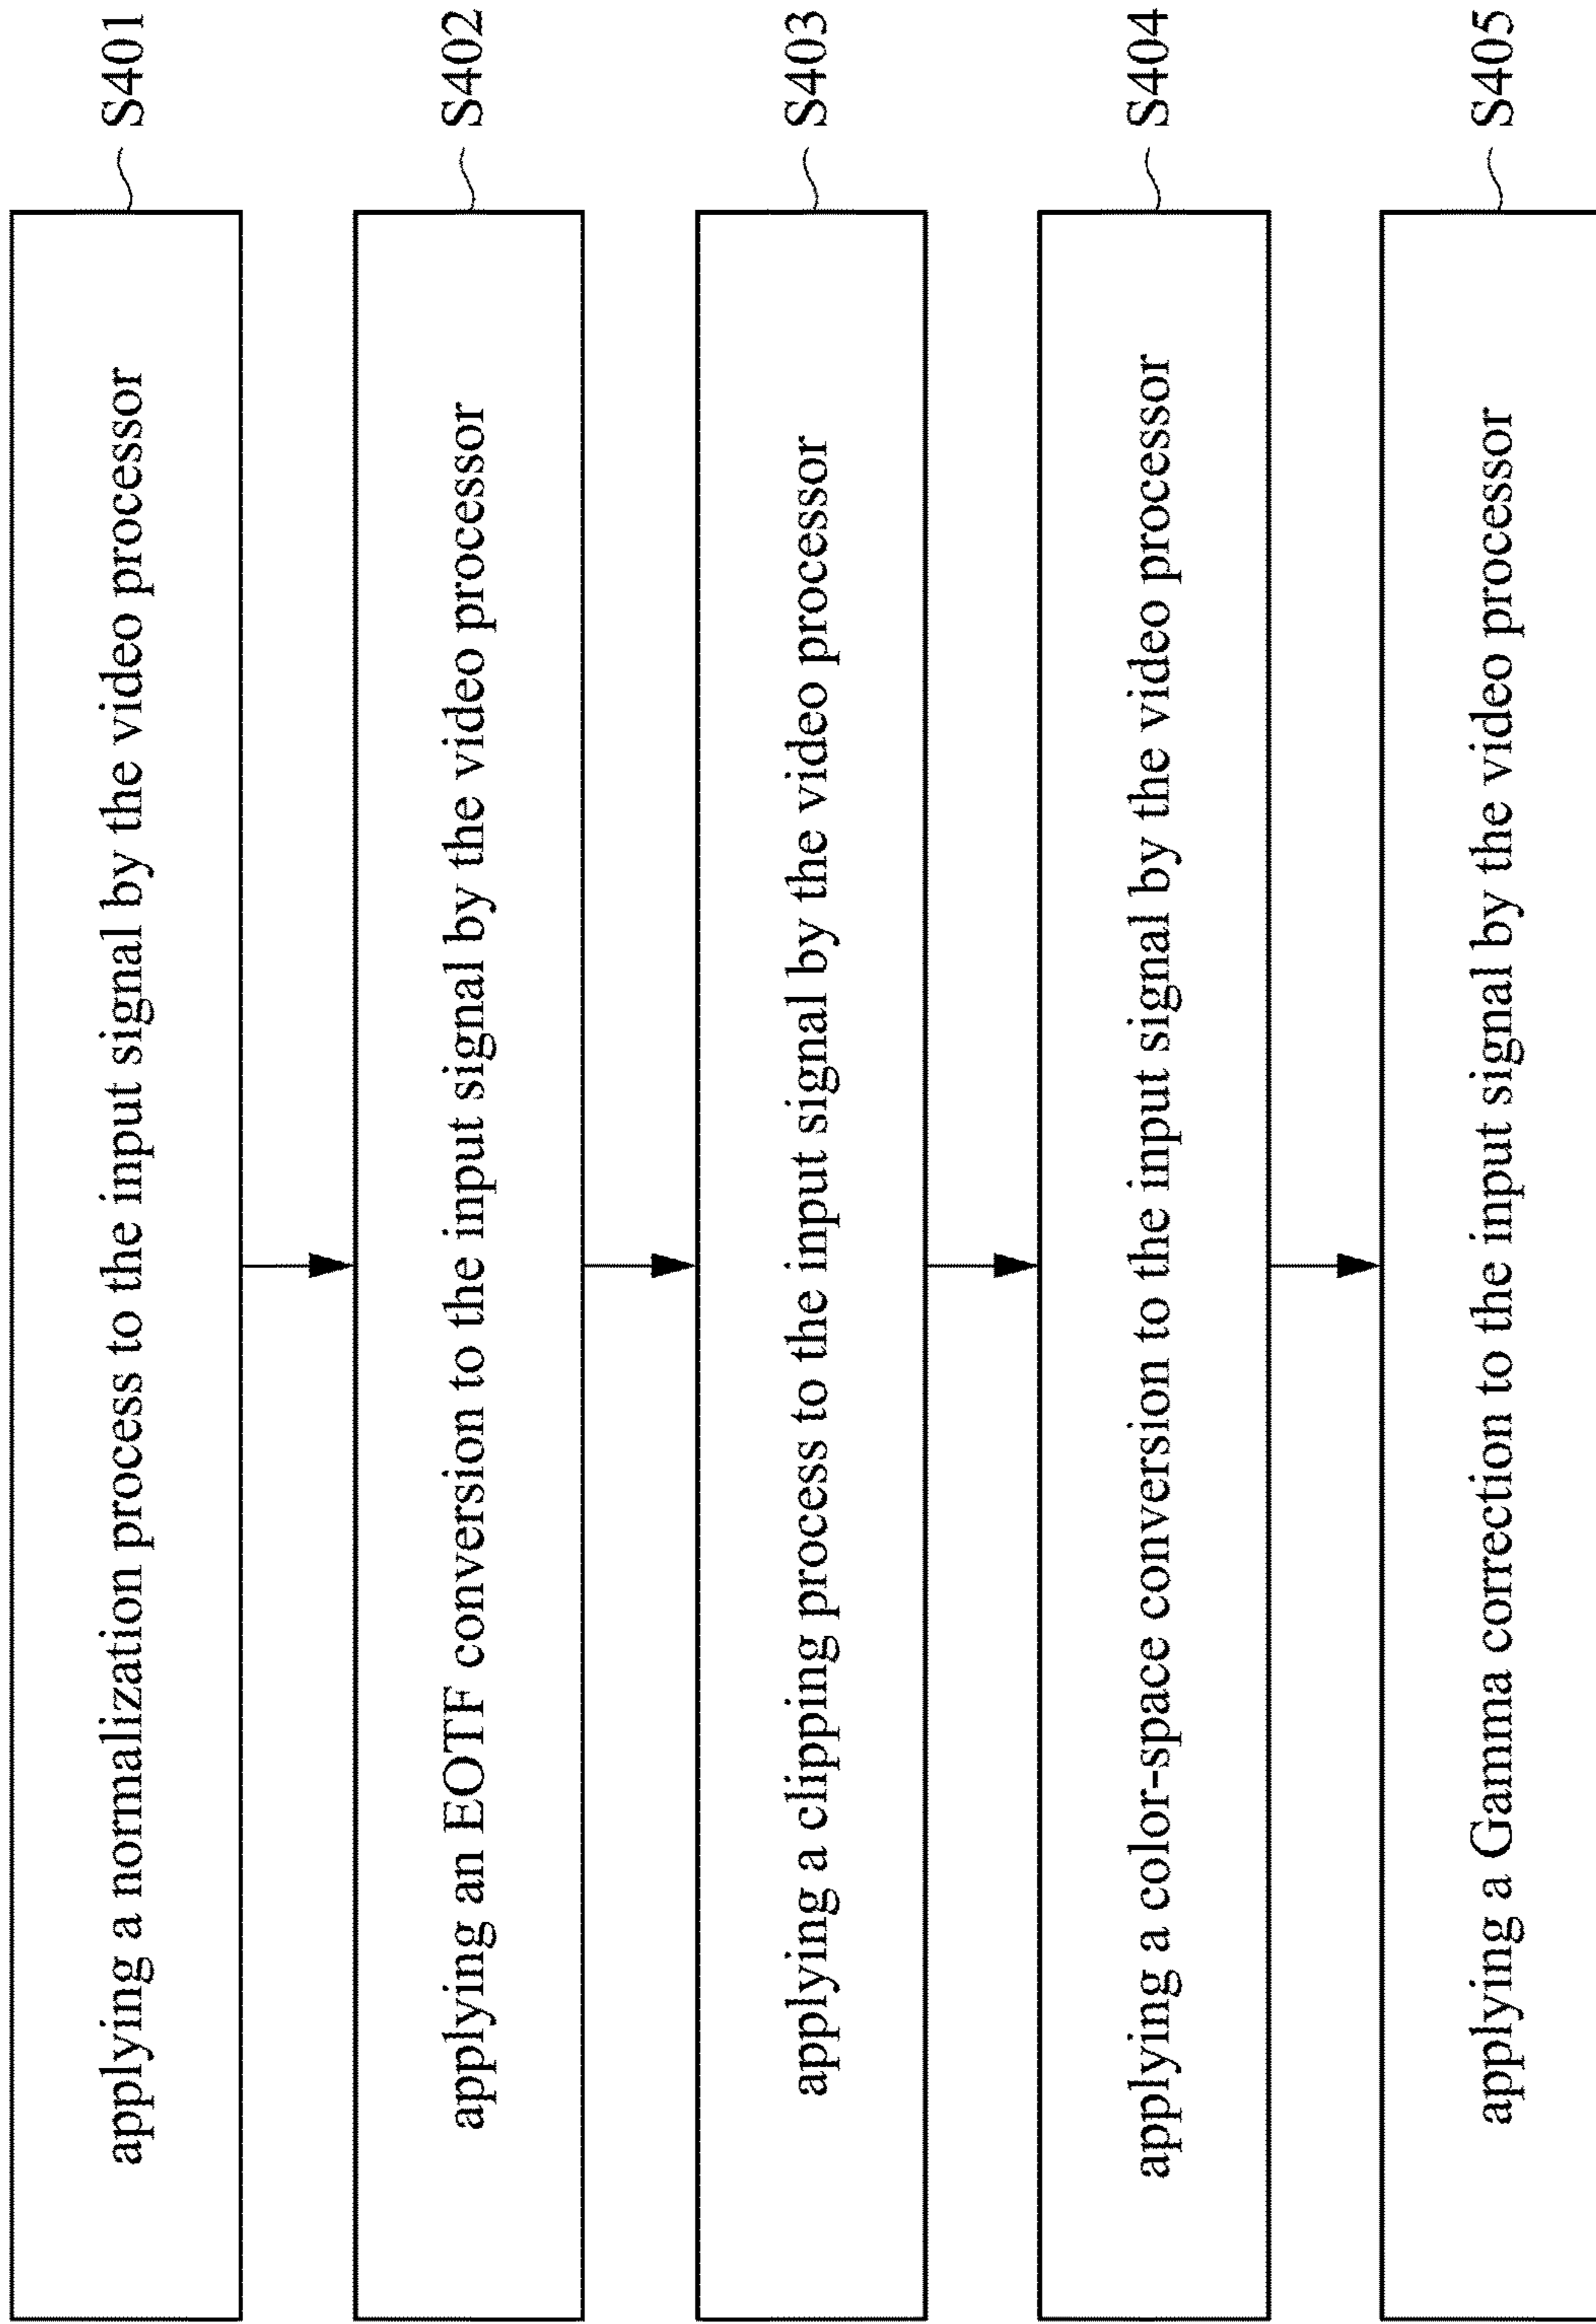 applying a normalization process to the input signal by the video processor
S401
applying an EOTF conversion to the input signal by the video processor
S402
applying a clipping process to the input signal by the video processor
S403
applying a color-space conversion to the input signal by the video processor
S404
applying a Gamma correction to the input signal by the video processor
S405